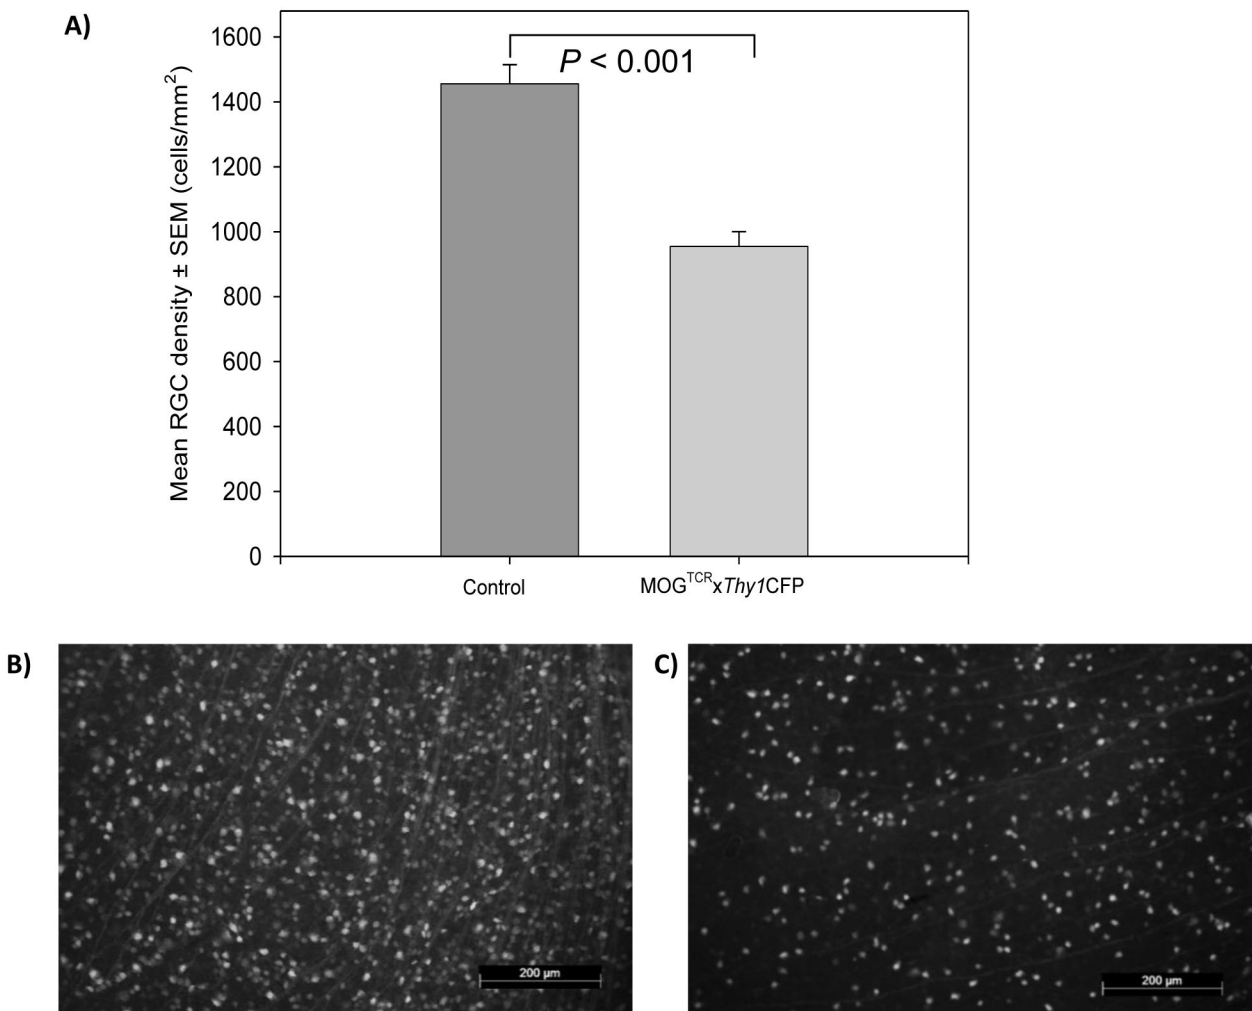 A)
Mean RGC density ± SEM (cells/mm²)
1600
1400
1200
1000
800
600
400
200
0
P < 0.001
Control
MOGᵀᶜᴿxThy1CFP
B)
200 µm
C)
200 µm